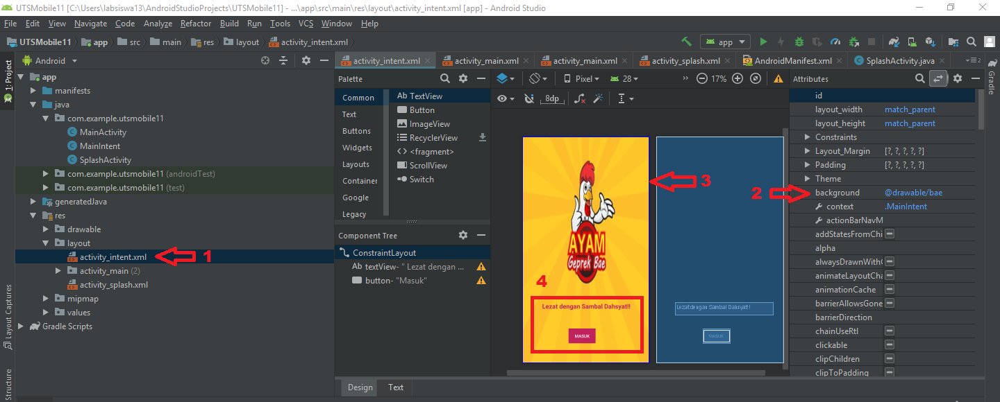 UTSMobile11 [C:\Users\labsiswa13\AndroidStudioProjects\UTSMobile11] - ...\app\src\main\res\layout\activity_intent.xml [app] - Android Studio
File Edit View Navigate Code Analyze Refactor Build Run Tools VCS Window Help
UTSMobile11 app src main res layout activity_intent.xml
app
1: Project
Layout Captures
Structure
Android
app
manifests
java
com.example.utsmobile11
MainActivity
MainIntent
SplashActivity
com.example.utsmobile11 (androidTest)
com.example.utsmobile11 (test)
generatedJava
res
drawable
layout
activity_intent.xml
1
activity_main (2)
activity_splash.xml
mipmap
values
Gradle Scripts
activity_intent.xml activity_main.xml activity_main.xml activity_splash.xml AndroidManifest.xml SplashActivity.java
2
Palette
Common
Text
Buttons
Widgets
Layouts
Container
Google
Legacy
Ab TextView
Button
ImageView
RecyclerView
<> <fragment>
ScrollView
Switch
Component Tree
ConstraintLayout
Ab textView- " Lezat dengan ...
button- "Masuk"
Pixel 28 » 17%
8dp
AYAM
Geprek Bae
3
4
Lezat dengan Sambal Dahsyat!!
MASUK
Lezat dengan Sambal Dahsyat!!
MASUK
Design Text
Attributes
id
layout_width match_parent
layout_height match_parent
Constraints
Layout_Margin [?, ?, ?, ?, ?]
Padding [?, ?, ?, ?, ?]
Theme
2
background @drawable/bae
context .MainIntent
actionBarNavM
addStatesFromChi
alpha
alwaysDrawnWithC
animateLayoutCha
animationCache
barrierAllowsGone
barrierDirection
chainUseRtl
clickable
clipChildren
clipToPadding
Gradle